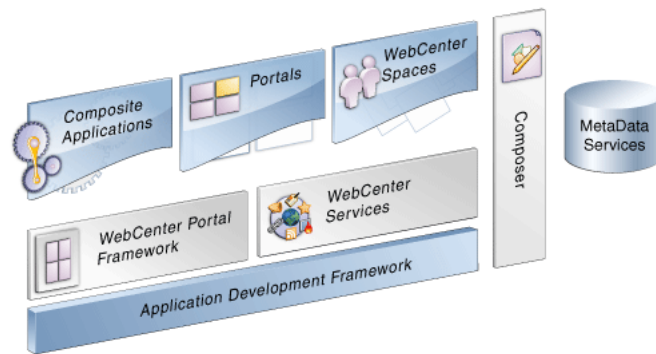 Composite
Applications
Portals
WebCenter
Spaces
Composer
MetaData
Services
WebCenter Portal
Framework
WebCenter
Services
Application Development Framework